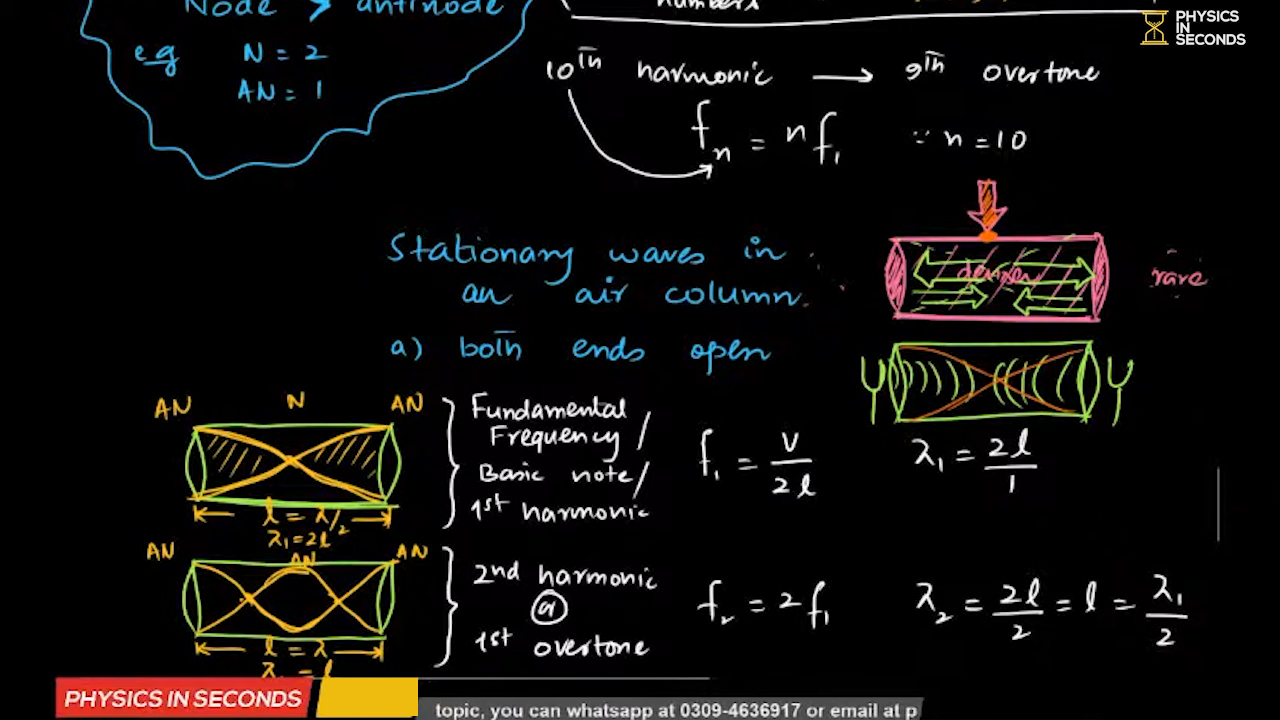 Node > antinode
e.g N = 2
AN = 1
numbers
PHYSICS
IN
SECONDS
10th harmonic → 9th overtone
fn = nf1 ∵ n = 10
Stationary waves in
an air column
denser
rare
a) both ends open
AN N AN
l = λ/2
λ1 = 2l
Fundamental
Frequency /
Basic note /
1st harmonic
f1 = v/2l
λ1 = 2l/1
AN AN AN
l = λ
2nd harmonic
or
1st overtone
f2 = 2f1
λ2 = 2l/2 = l = λ1/2
PHYSICS IN SECONDS
topic, you can whatsapp at 0309-4636917 or email at p